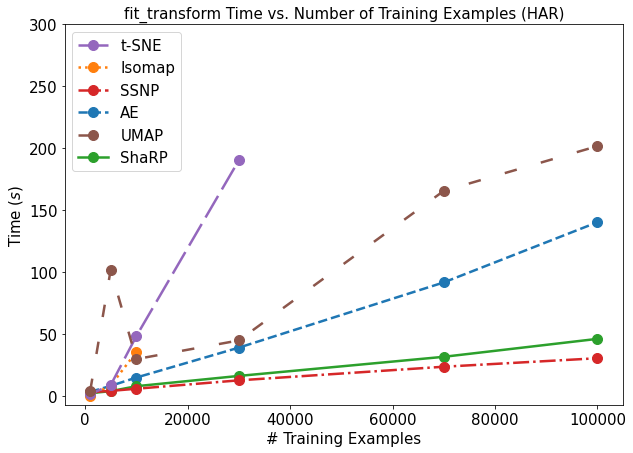 fit_transform Time vs. Number of Training Examples (HAR)
300
250
200
150
100
50
0
Time (s)
t-SNE
Isomap
SSNP
AE
UMAP
ShaRP
0 20000 40000 60000 80000 100000
# Training Examples